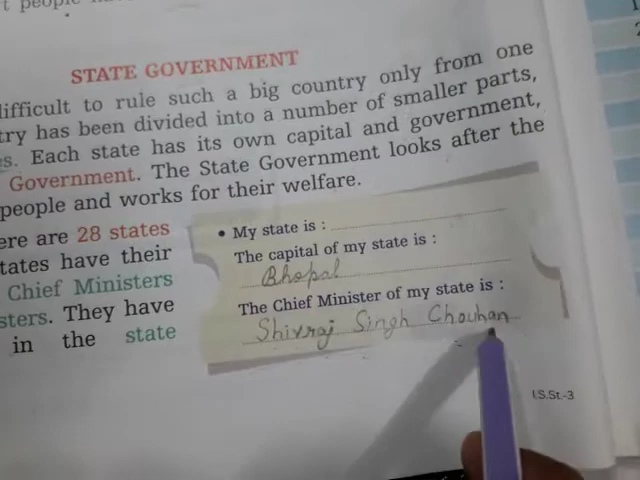 t people
STATE GOVERNMENT
difficult to rule such a big country only from one
try has been divided into a number of smaller parts,
es. Each state has its own capital and government,
Government. The State Government looks after the
people and works for their welfare.
ere are 28 states
tates have their
Chief Ministers
sters. They have
in the state
• My state is :
The capital of my state is :
Bhopal
The Chief Minister of my state is :
Shivraj Singh Chouhan
I.S.St.-3